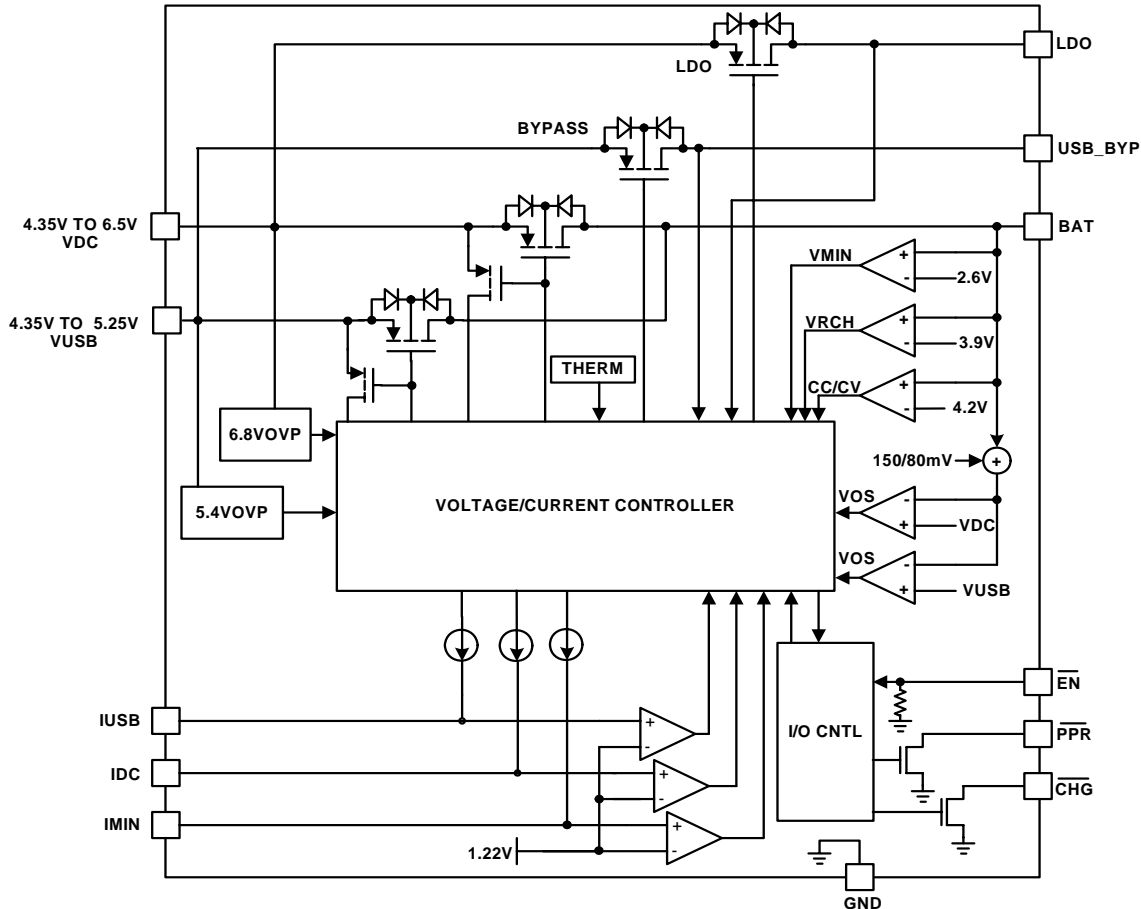 LDO
LDO
BYPASS
USB_BYP
4.35V TO 6.5V
VDC
BAT
VMIN
+
-
2.6V
4.35V TO 5.25V
VUSB
VRCH
+
-
3.9V
THERM
CC/CV
+
-
4.2V
6.8VOVP
150/80mV
+
5.4VOVP
VOLTAGE/CURRENT CONTROLLER
VOS
-
+
VDC
VOS
-
+
VUSB
EN
IUSB
+
-
I/O CNTL
PPR
IDC
+
-
CHG
IMIN
+
-
1.22V
GND